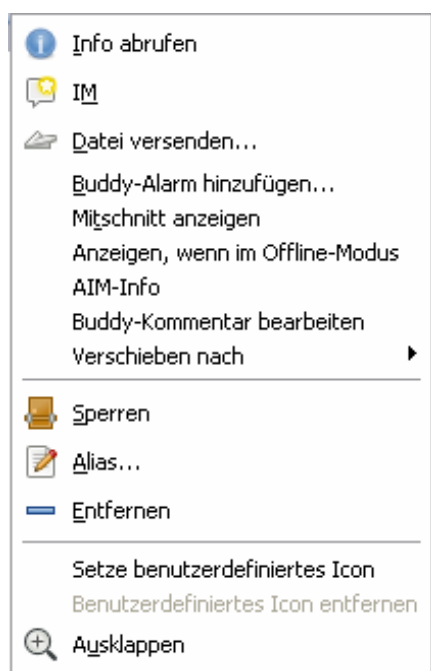 Info abrufen
IM
Datei versenden...
Buddy-Alarm hinzufügen...
Mitschnitt anzeigen
Anzeigen, wenn im Offline-Modus
AIM-Info
Buddy-Kommentar bearbeiten
Verschieben nach
Sperren
Alias...
Entfernen
Setze benutzerdefiniertes Icon
Benutzerdefiniertes Icon entfernen
Ausklappen